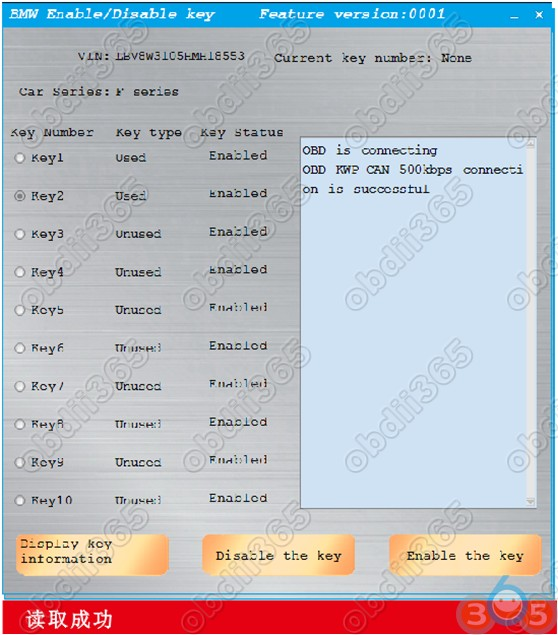 BMW Enable/Disable key Feature version:0001
VIN: Current key number: None
Car Series: F series
Key Number Key type Key Status
Key1 Used Enabled
Key2 Used Enabled
Key3 Unused Enabled
Key4 Unused Enabled
Key5 Unused Enabled
Key6 Unused Enabled
Key7 Unused Enabled
Key8 Unused Enabled
Key9 Unused Enabled
Key10 Unused Enabled
OBD is connecting
OBD KWP CAN 500kbps connecti
on is successful
Display key
information
Disable the key
Enable the key
读取成功
365
obdii365